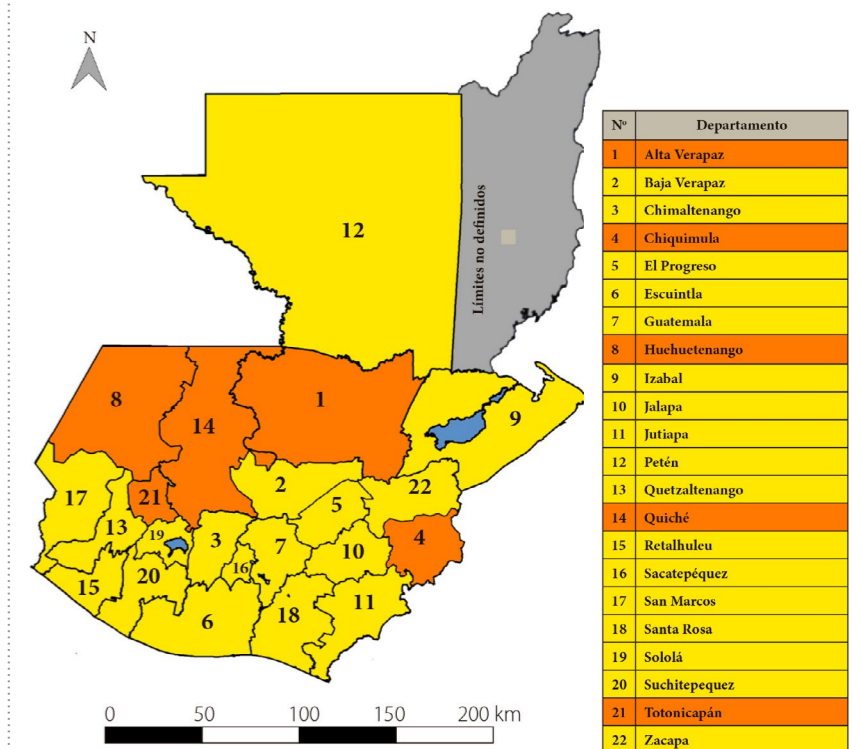 N
12
Límites no definidos
8
14
1
9
17
21
2
22
13
19
3
5
4
16
7
10
15
20
6
18
11
0 50 100 150 200 km
Nº Departamento
1 Alta Verapaz
2 Baja Verapaz
3 Chimaltenango
4 Chiquimula
5 El Progreso
6 Escuintla
7 Guatemala
8 Huehuetenango
9 Izabal
10 Jalapa
11 Jutiapa
12 Petén
13 Quetzaltenango
14 Quiché
15 Retalhuleu
16 Sacatepéquez
17 San Marcos
18 Santa Rosa
19 Sololá
20 Suchitepequez
21 Totonicapán
22 Zacapa